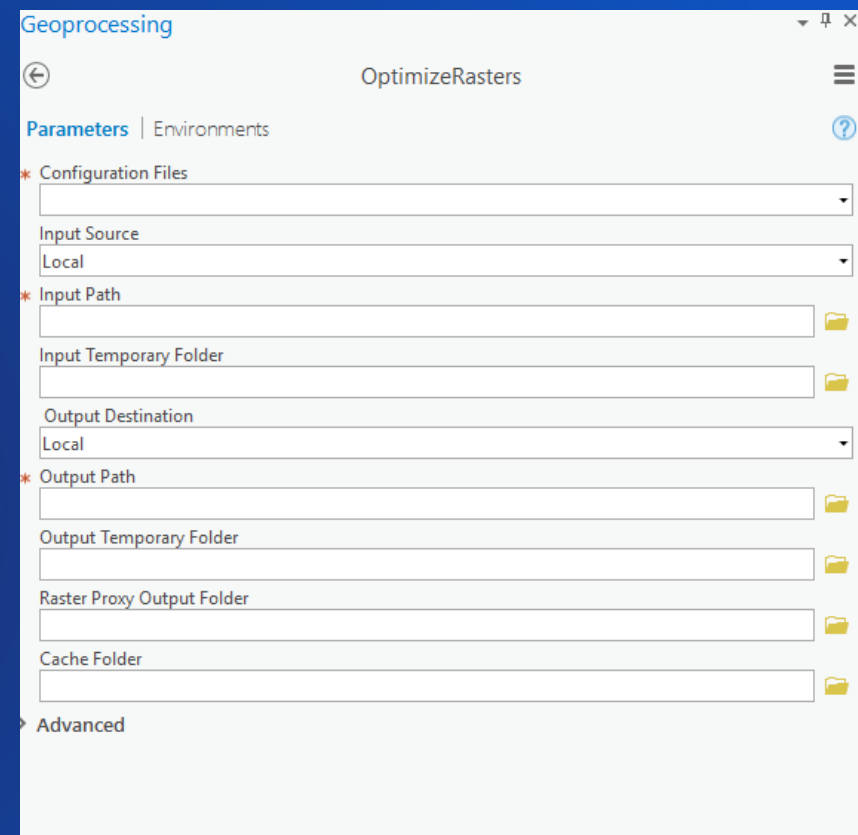 Geoprocessing
OptimizeRasters
Parameters | Environments
?
* Configuration Files
Input Source
Local
* Input Path
Input Temporary Folder
Output Destination
Local
* Output Path
Output Temporary Folder
Raster Proxy Output Folder
Cache Folder
Advanced